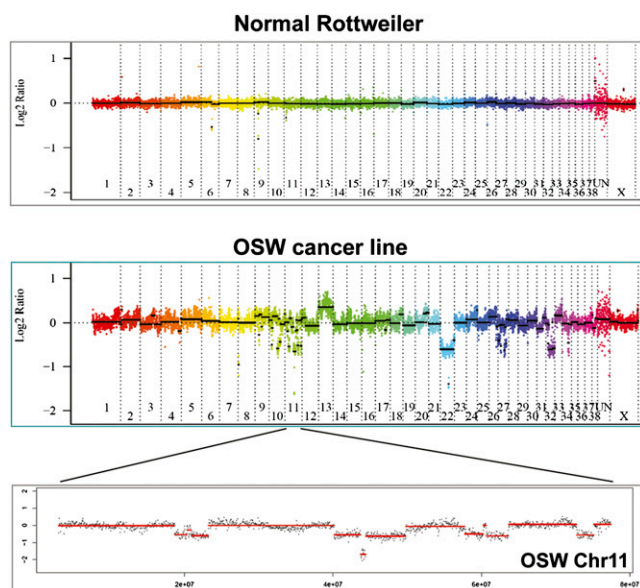 Normal Rottweiler
Log2 Ratio
1
0
−1
−2
1 3 5 7 9 11 13 15 17 19 21 23 25 27 29 31 33 35 37 UN
2 4 6 8 10 12 14 16 18 20 22 24 26 28 30 32 34 36 38 X
OSW cancer line
Log2 Ratio
1
0
−1
−2
1 3 5 7 9 11 13 15 17 19 21 23 25 27 29 31 33 35 37 UN
2 4 6 8 10 12 14 16 18 20 22 24 26 28 30 32 34 36 38 X
2
1
0
-1
-2
OSW Chr11
2e+07 4e+07 6e+07 8e+07